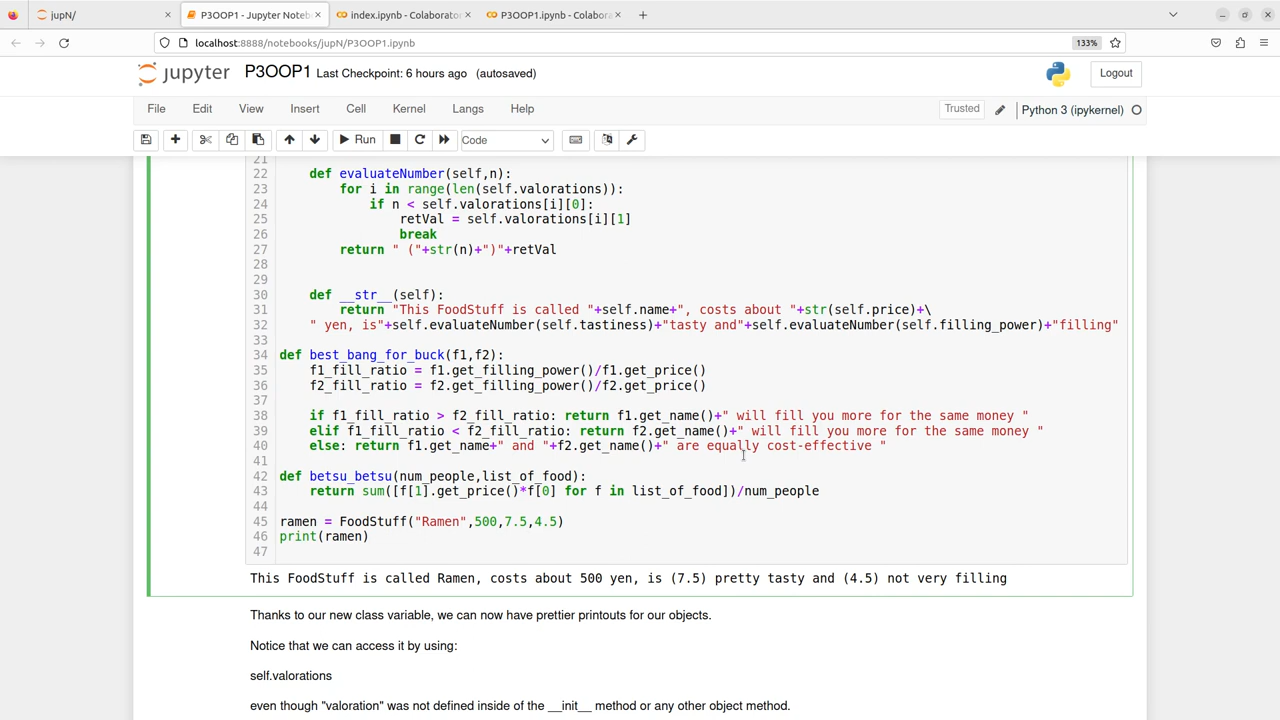 jupN/
P3OOP1 - Jupyter Noteb
index.ipynb - Colaborato
P3OOP1.ipynb - Colabora
localhost:8888/notebooks/jupN/P3OOP1.ipynb
133%
jupyter P3OOP1 Last Checkpoint: 6 hours ago (autosaved)
Logout
File Edit View Insert Cell Kernel Langs Help
Trusted Python 3 (ipykernel)
Run Code
21
22 def evaluateNumber(self,n):
23 for i in range(len(self.valorations)):
24 if n < self.valorations[i][0]:
25 retVal = self.valorations[i][1]
26 break
27 return " ("+str(n)+")"+retVal
28
29
30 def __str__(self):
31 return "This FoodStuff is called "+self.name+", costs about "+str(self.price)+\
32 " yen, is"+self.evaluateNumber(self.tastiness)+"tasty and"+self.evaluateNumber(self.filling_power)+"filling"
33
34 def best_bang_for_buck(f1,f2):
35 f1_fill_ratio = f1.get_filling_power()/f1.get_price()
36 f2_fill_ratio = f2.get_filling_power()/f2.get_price()
37
38 if f1_fill_ratio > f2_fill_ratio: return f1.get_name()+" will fill you more for the same money "
39 elif f1_fill_ratio < f2_fill_ratio: return f2.get_name()+" will fill you more for the same money "
40 else: return f1.get_name+" and "+f2.get_name()+" are equally cost-effective "
41
42 def betsu_betsu(num_people,list_of_food):
43 return sum([f[1].get_price()*f[0] for f in list_of_food])/num_people
44
45 ramen = FoodStuff("Ramen",500,7.5,4.5)
46 print(ramen)
47
This FoodStuff is called Ramen, costs about 500 yen, is (7.5) pretty tasty and (4.5) not very filling
Thanks to our new class variable, we can now have prettier printouts for our objects.
Notice that we can access it by using:
self.valorations
even though "valoration" was not defined inside of the __init__ method or any other object method.